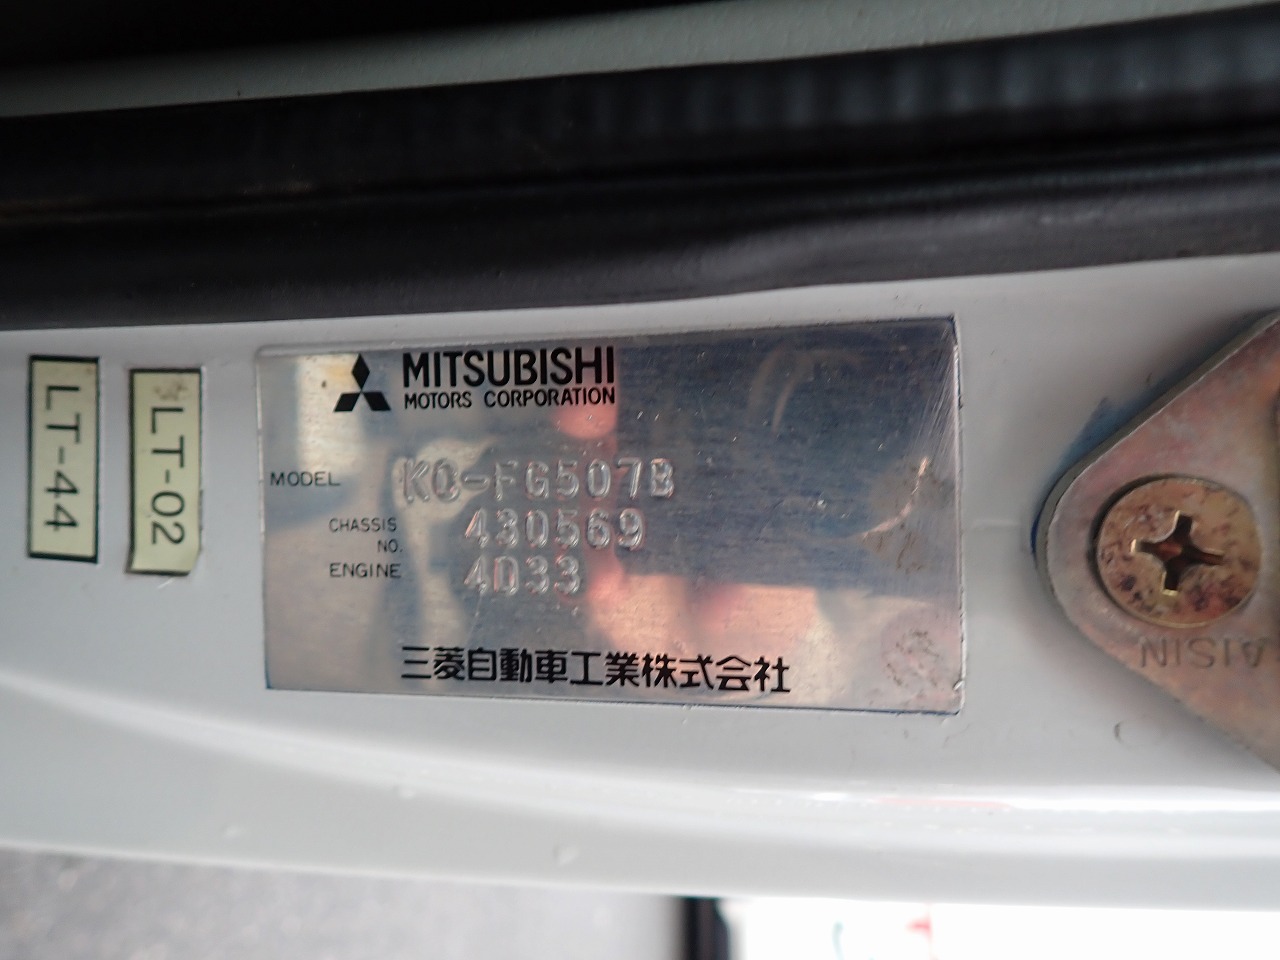 LT-44
LT-02
MITSUBISHI
MOTORS CORPORATION
MODEL KC-FG507B
CHASSIS NO. 430569
ENGINE 4D33
三菱自動車工業株式会社
AISIN